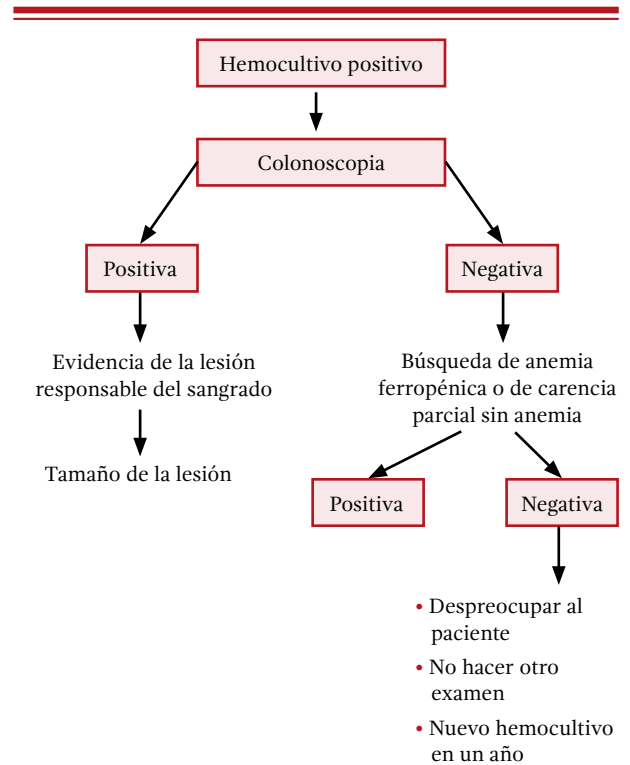 Hemocultivo positivo
Colonoscopia
Positiva
Negativa
Evidencia de la lesión
responsable del sangrado
Búsqueda de anemia
ferropénica o de carencia
parcial sin anemia
Tamaño de la lesión
Positiva
Negativa
• Despreocupar al
paciente
• No hacer otro
examen
• Nuevo hemocultivo
en un año